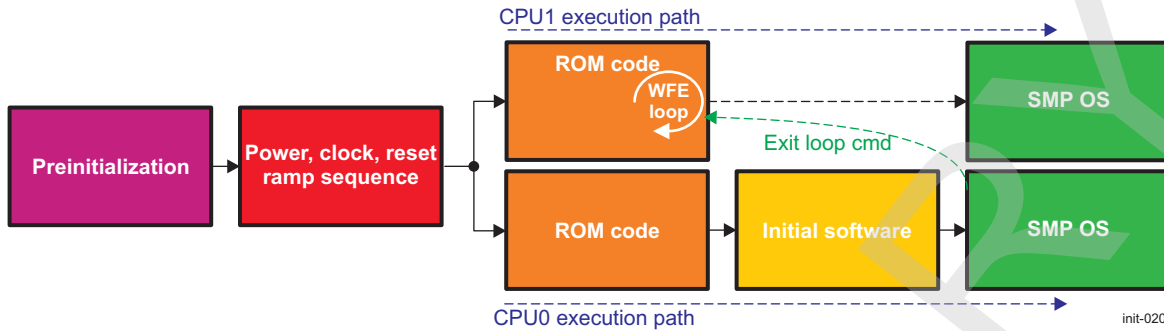 CPU1 execution path
ROM code
WFE
loop
SMP OS
Exit loop cmd
Preinitialization
Power, clock, reset
ramp sequence
ROM code
Initial software
SMP OS
CPU0 execution path
init-020